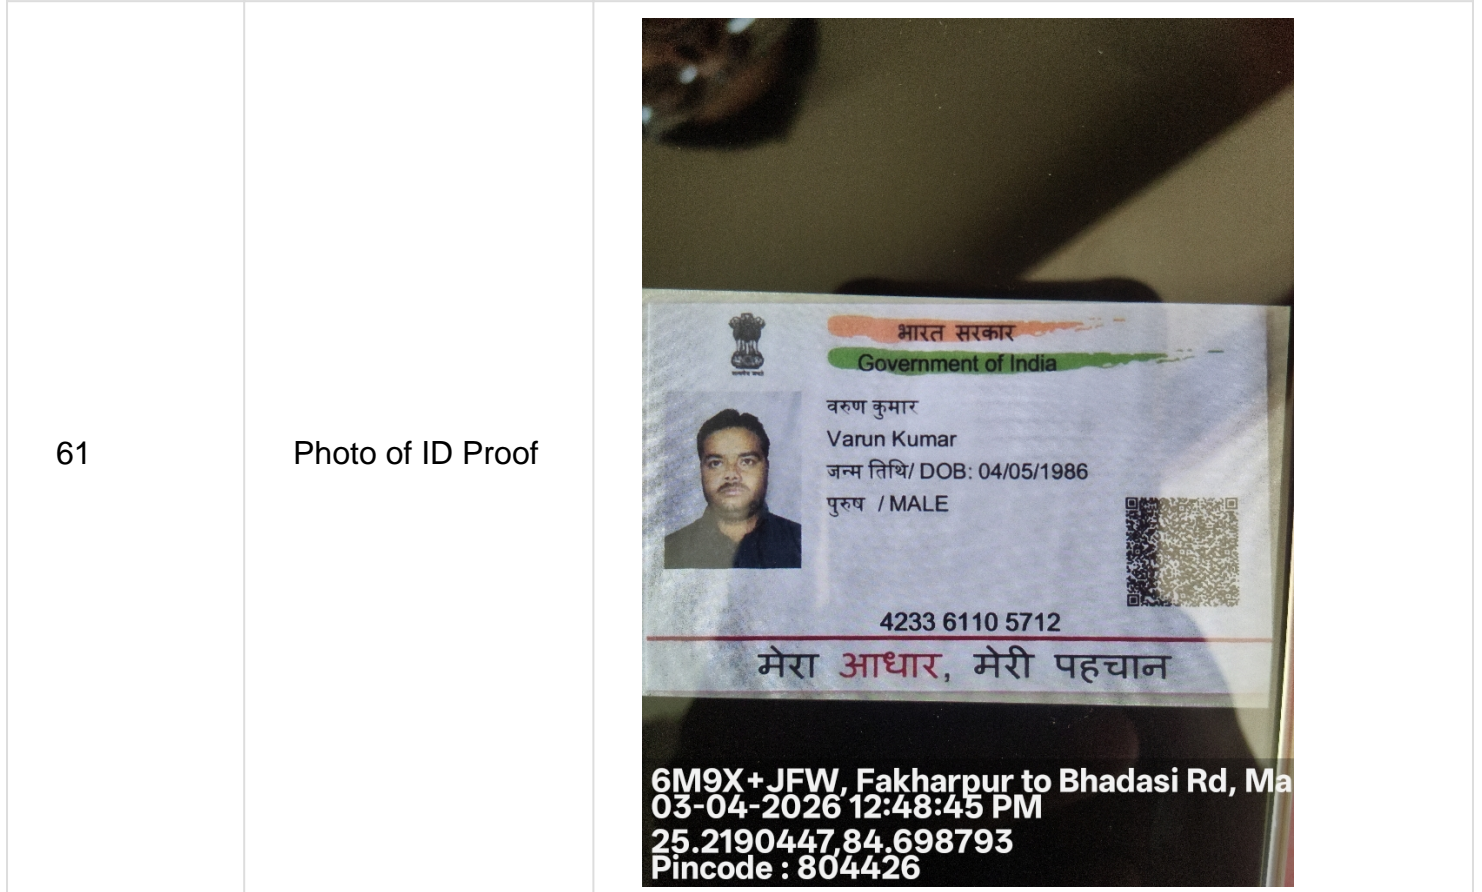 61
Photo of ID Proof
भारत सरकार
Government of India
वरुण कुमार
Varun Kumar
जन्म तिथि/ DOB: 04/05/1986
पुरुष / MALE
4233 6110 5712
मेरा आधार, मेरी पहचान
6M9X+JFW, Fakharpur to Bhadasi Rd, Ma
03-04-2026 12:48:45 PM
25.2190447,84.698793
Pincode : 804426